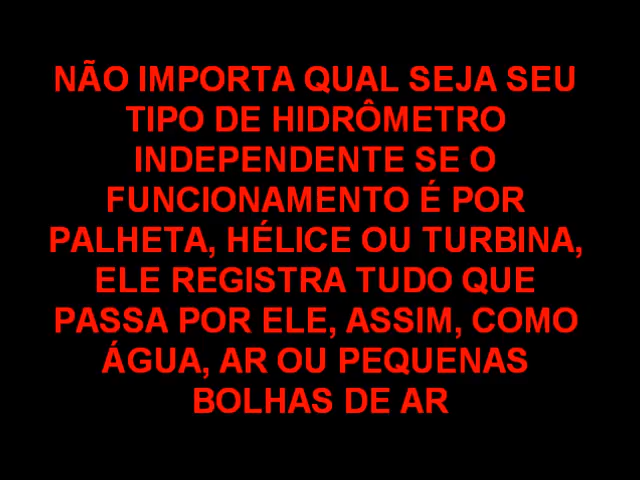 NÃO IMPORTA QUAL SEJA SEU
TIPO DE HIDRÔMETRO
INDEPENDENTE SE O
FUNCIONAMENTO É POR
PALHETA, HÉLICE OU TURBINA,
ELE REGISTRA TUDO QUE
PASSA POR ELE, ASSIM, COMO
ÁGUA, AR OU PEQUENAS
BOLHAS DE AR